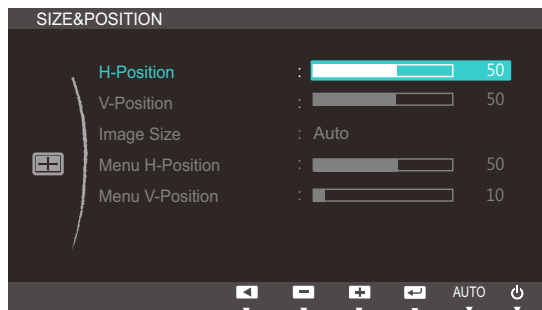 SIZE&POSITION
H-Position : 50
V-Position : 50
Image Size : Auto
Menu H-Position : 50
Menu V-Position : 10
AUTO